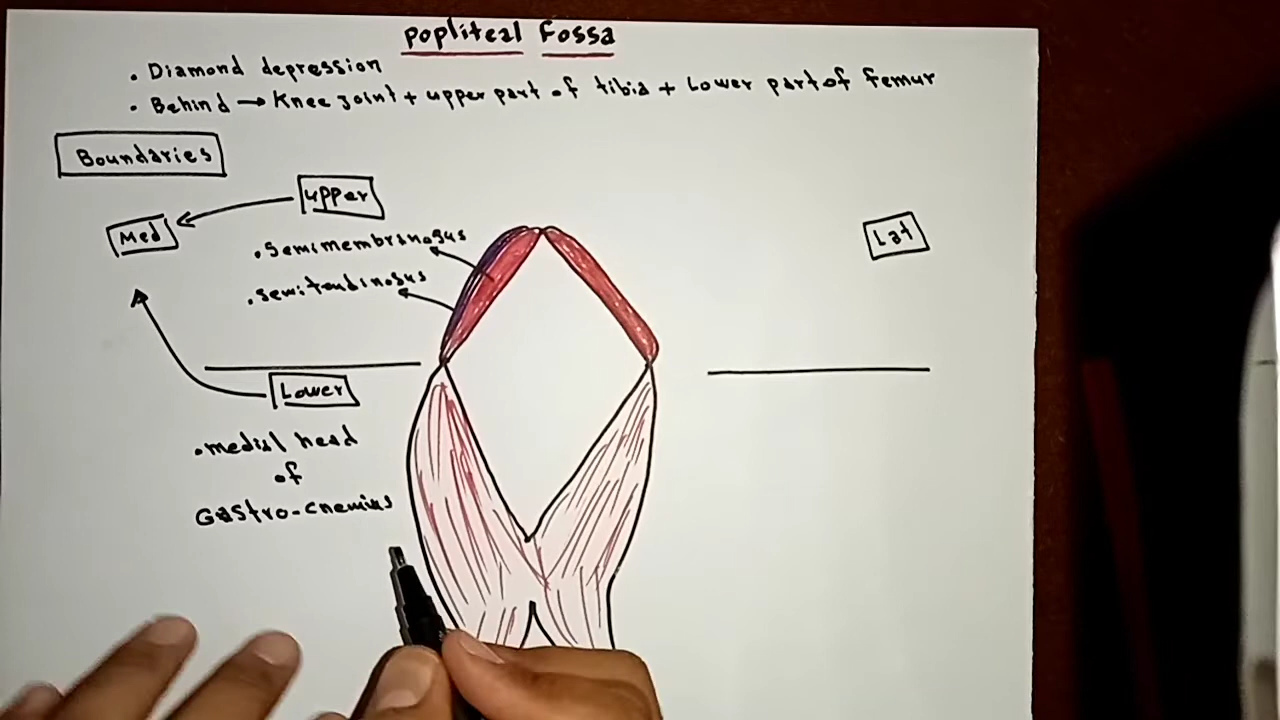 popliteal Fossa
. Diamond depression
. Behind → Knee joint + upper part of tibia + Lower part of Femur
Boundaries
upper
Med
Lat
.Semimembranosus
.semitendinosus
Lower
.medial head
of
Gastro-cnemius